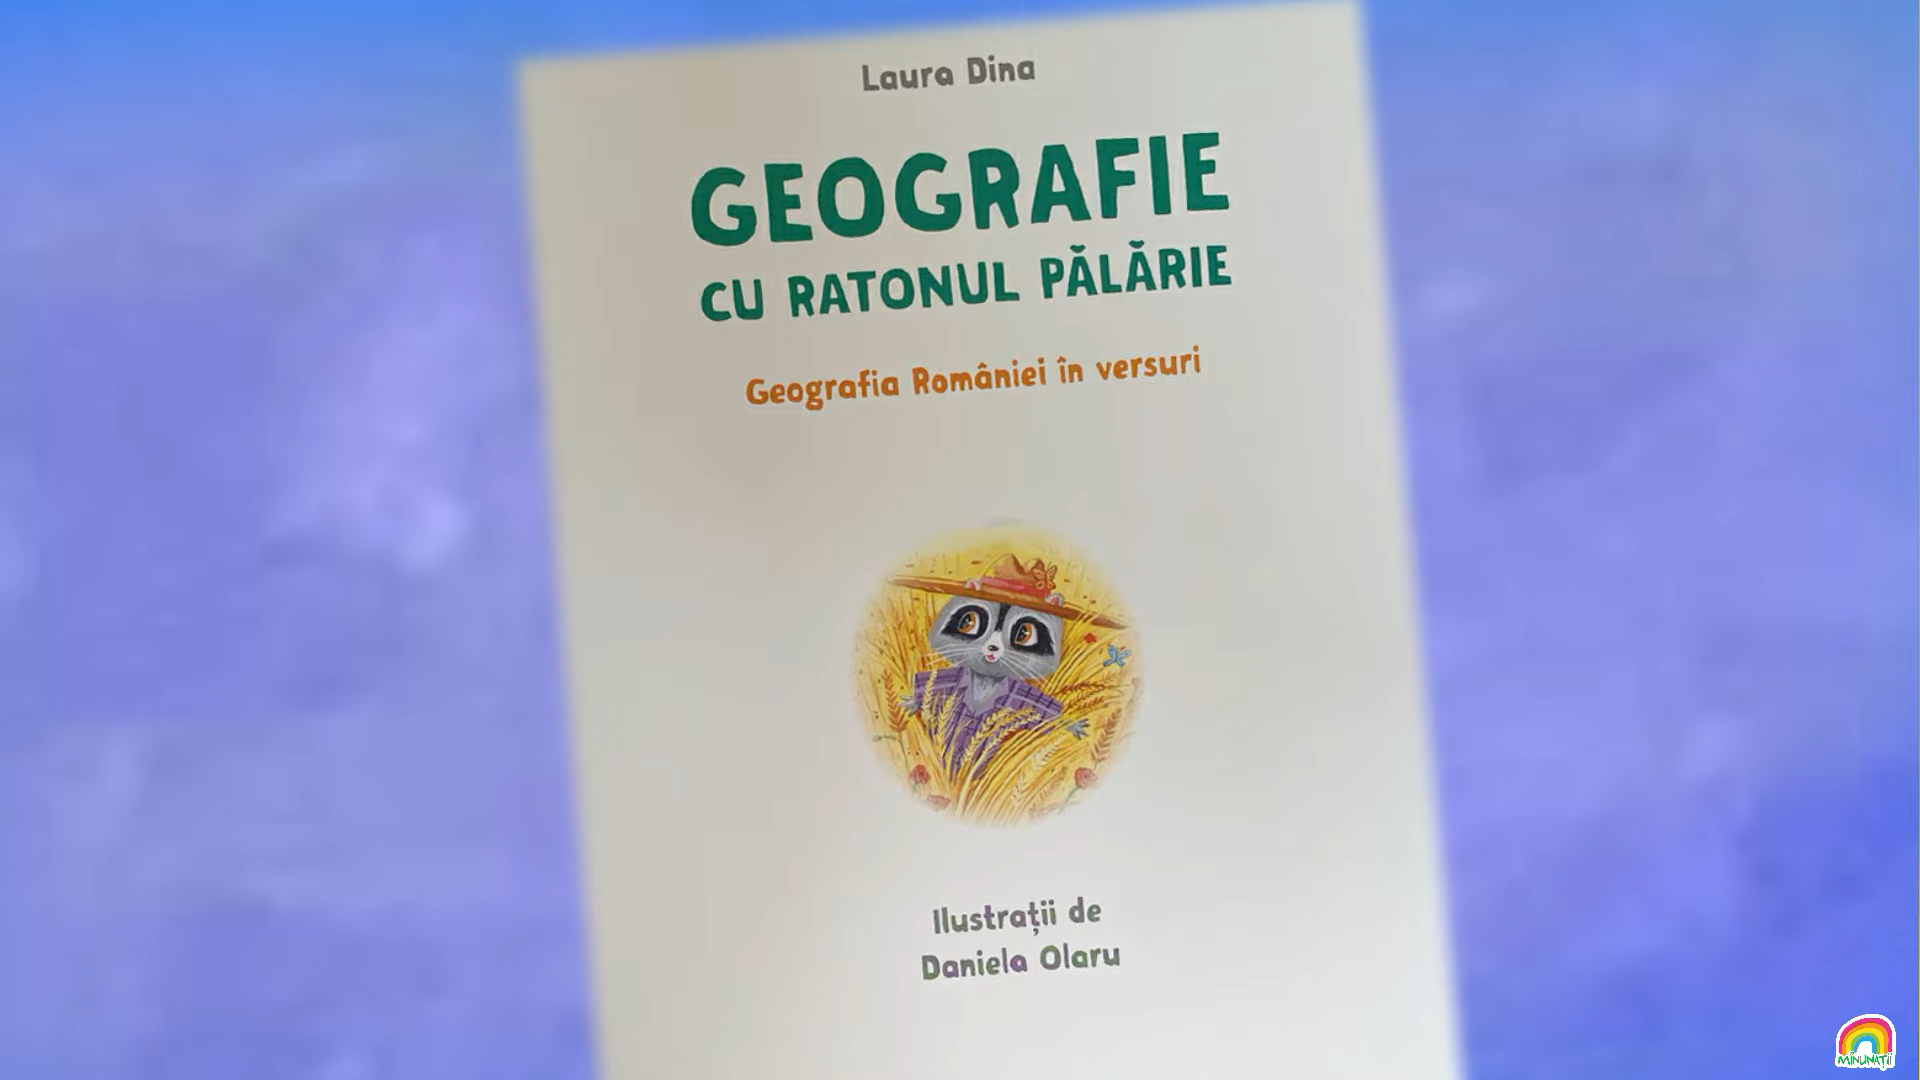 Laura Dina
GEOGRAFIE
CU RATONUL PĂLĂRIE
Geografia României în versuri
Ilustrații de
Daniela Olaru
MINUNAȚII